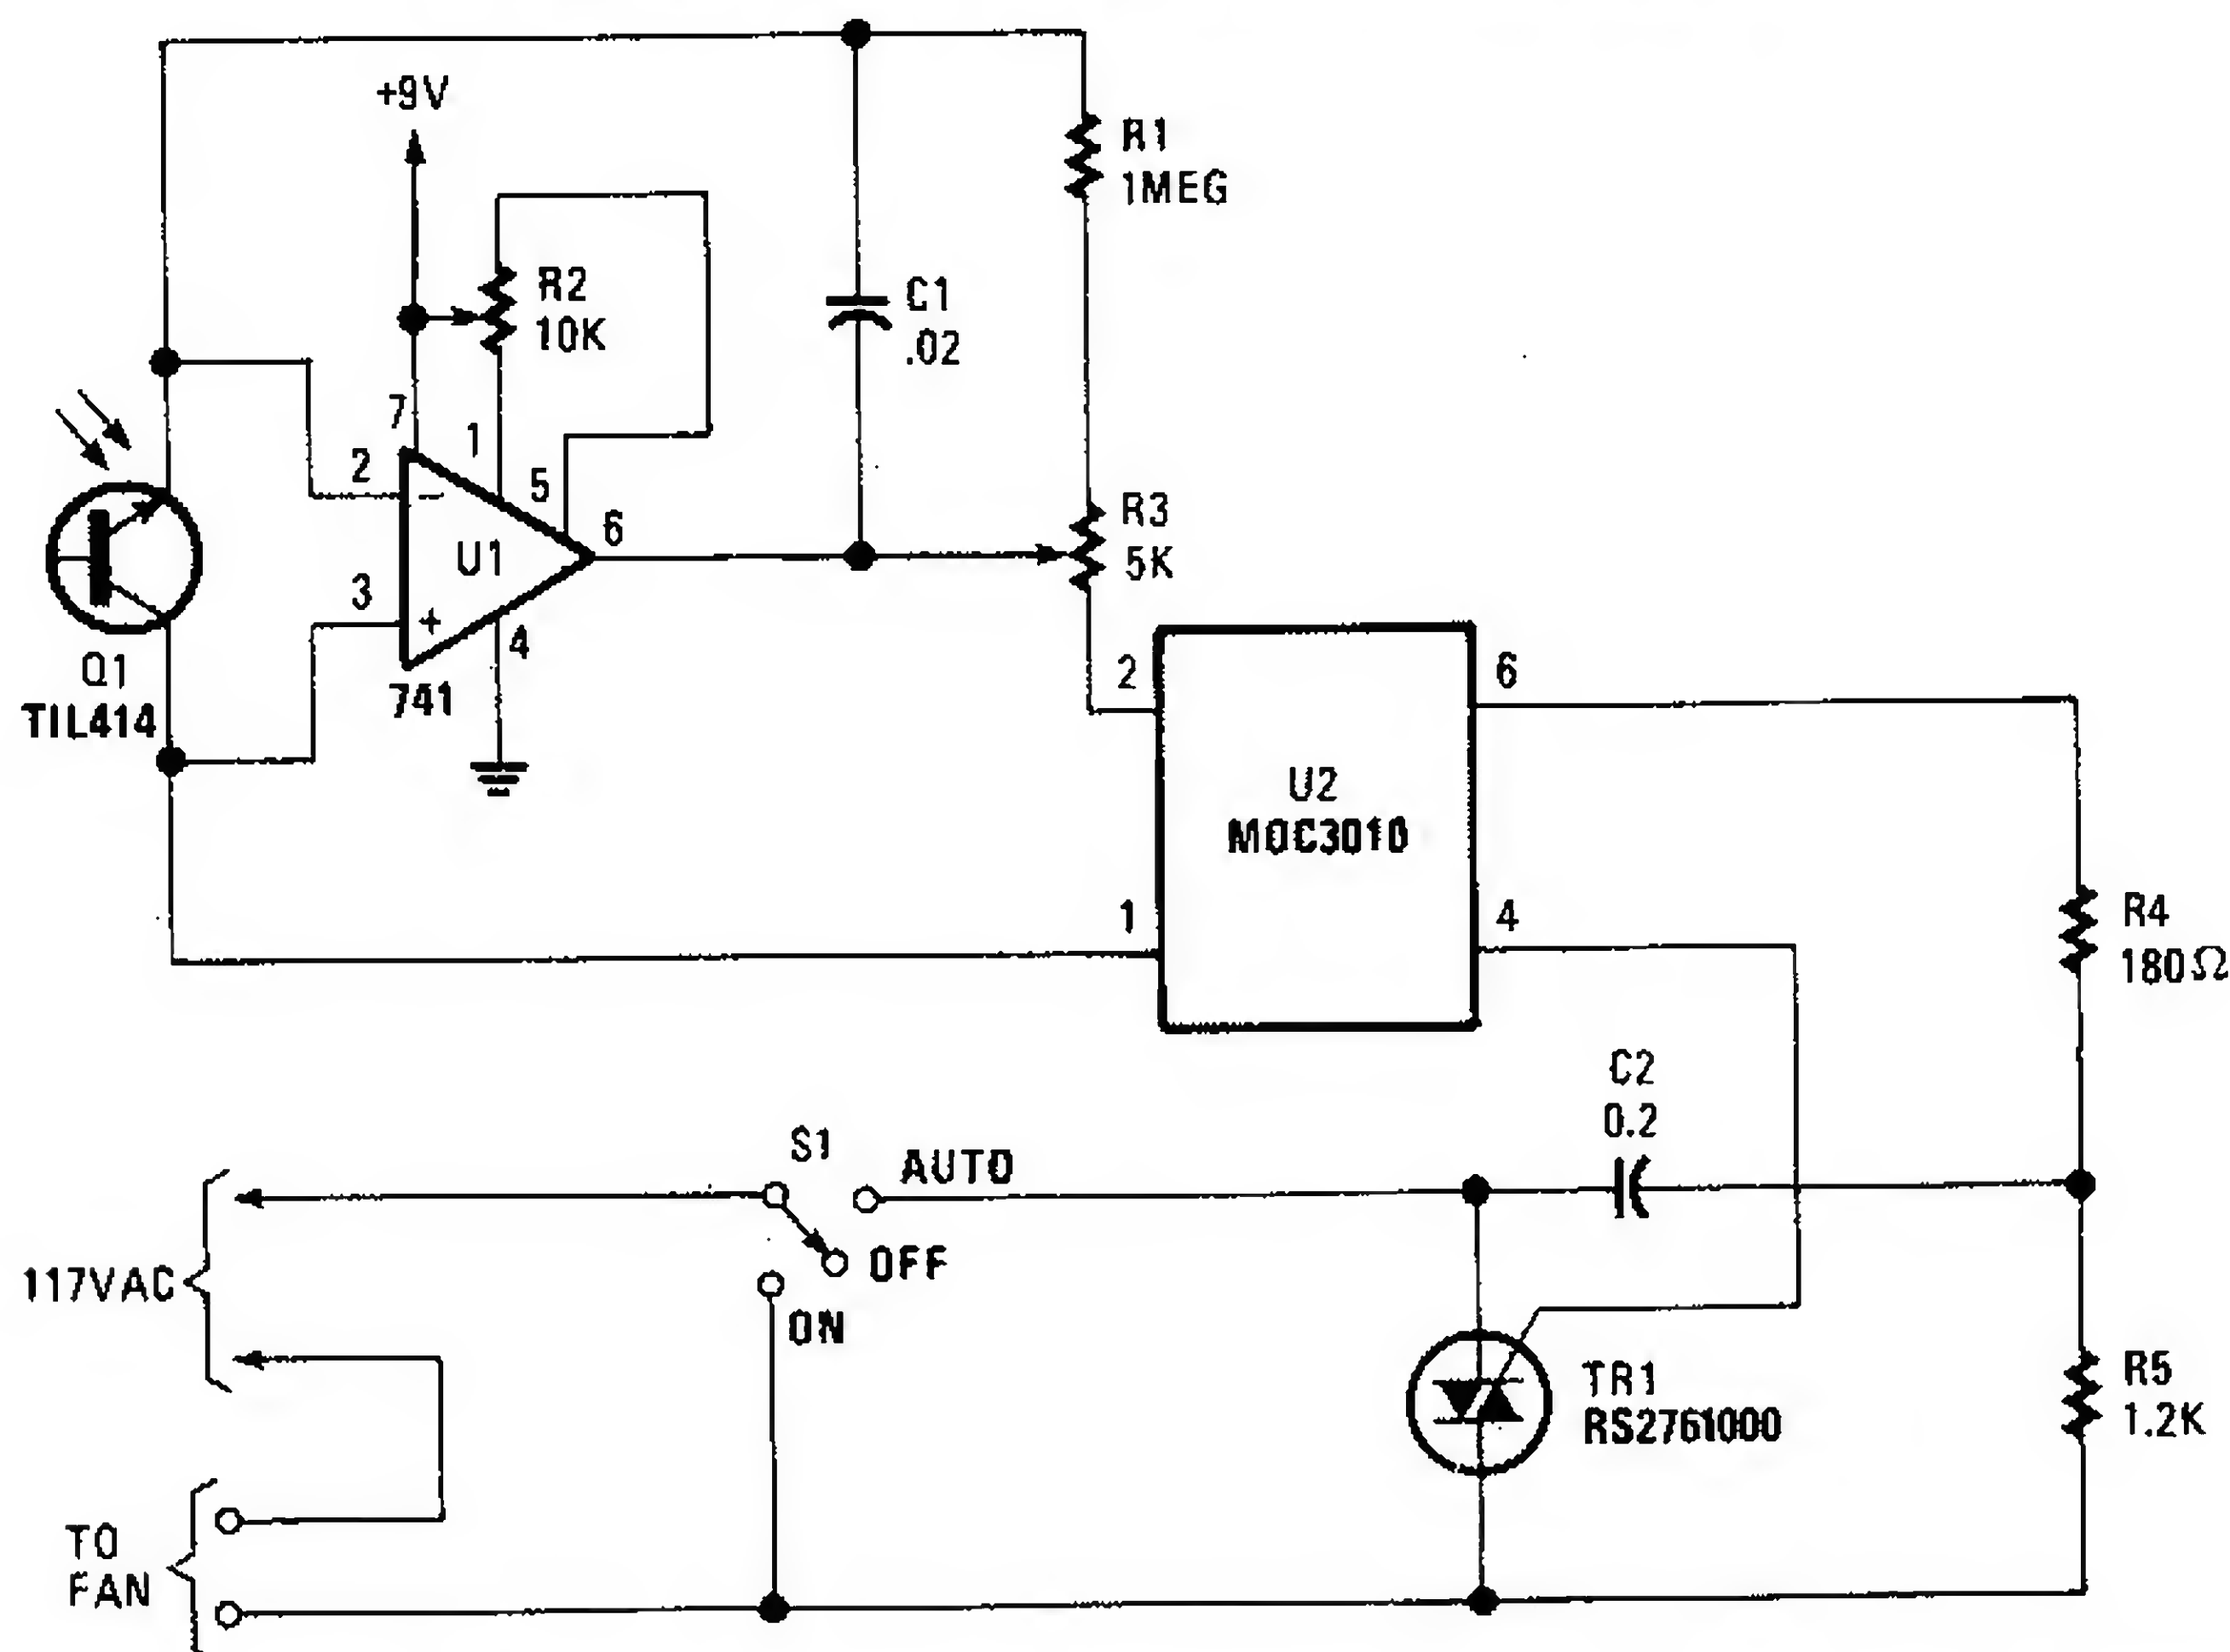 +9V
R1
1MEG
R2
10K
C1
.02
7
1
2
5
R3
5K
6
U1
3
4
Q1
TIL414
741
2
6
U2
MOC3010
1
4
R4
180Ω
C2
0.2
S1
AUTO
OFF
117VAC
ON
TR1
RS2761000
R5
1.2K
TO
FAN